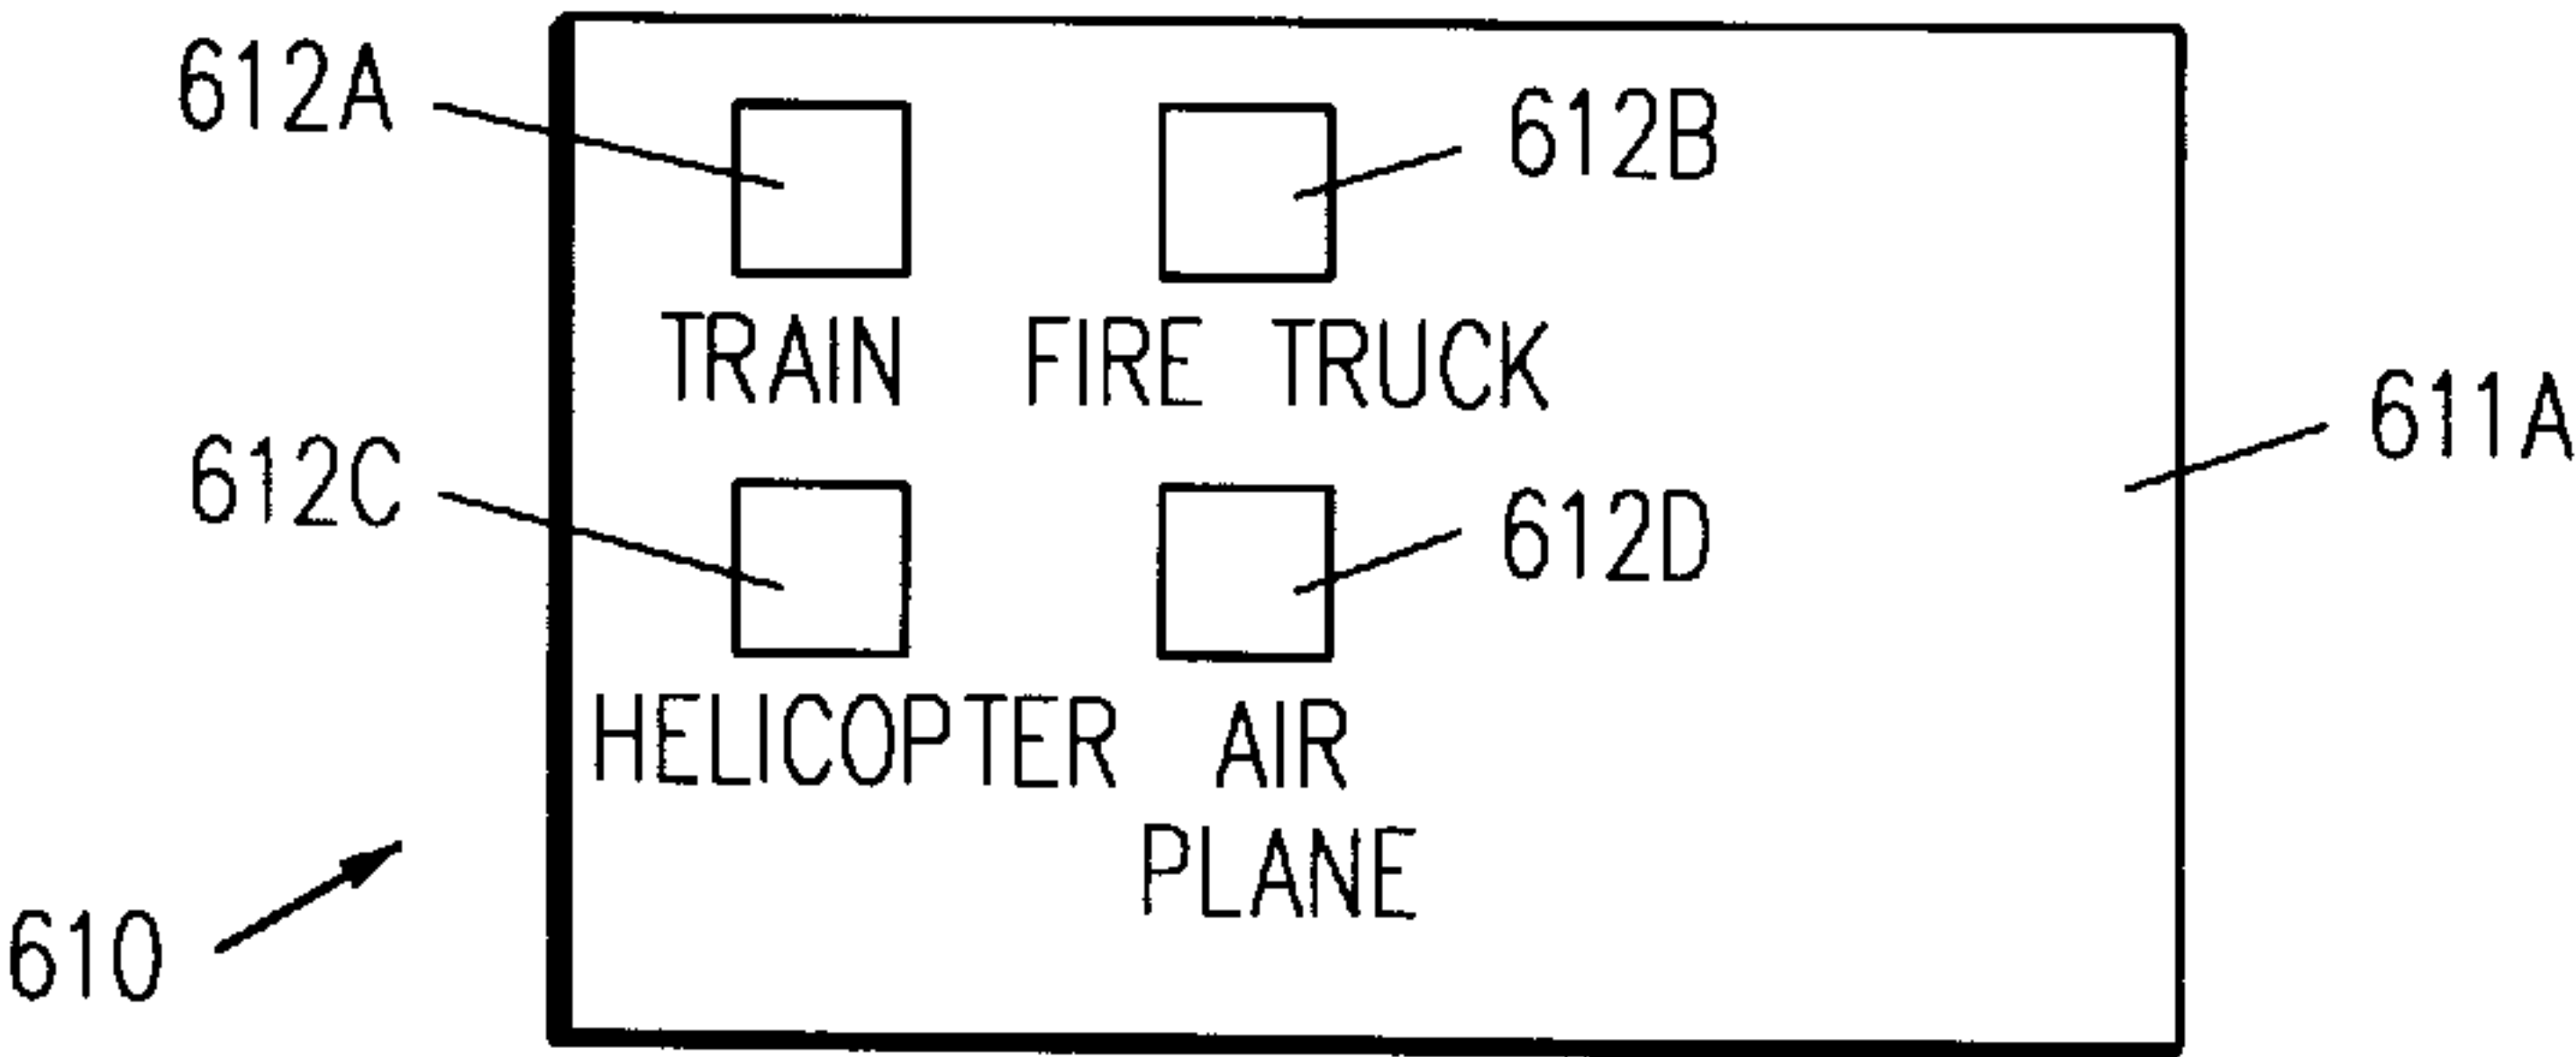 612A
612B
TRAIN FIRE TRUCK
611A
612C
612D
HELICOPTER AIR
PLANE
610